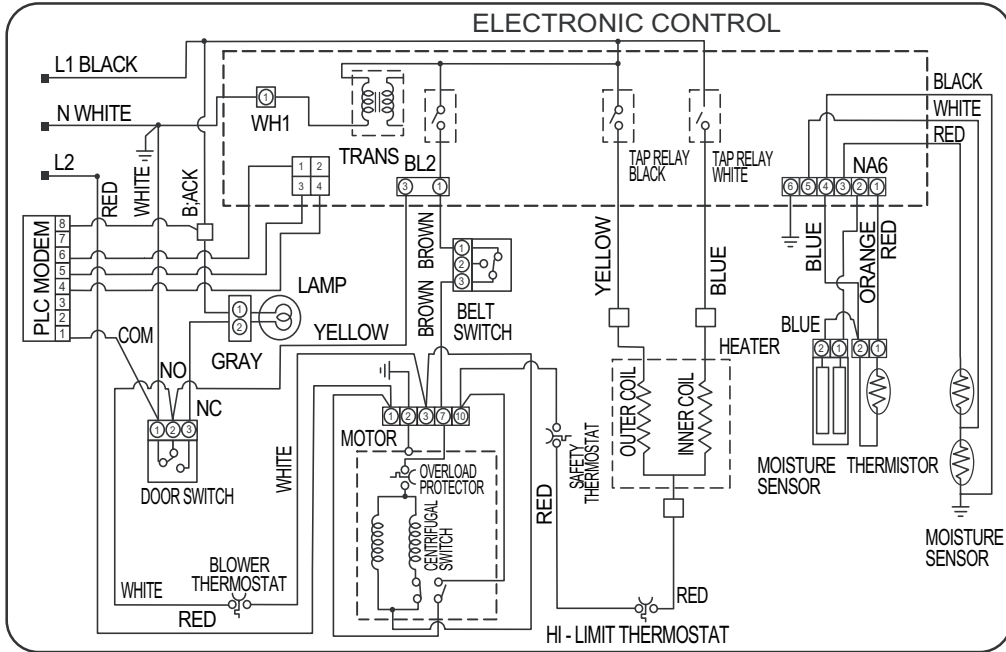 ELECTRONIC CONTROL
L1 BLACK
N WHITE
L2
WH1
1
TRANS
BL2
3 1
1 2
3 4
TAP RELAY
BLACK
TAP RELAY
WHITE
BLACK
WHITE
RED
NA6
6 5 4 3 2 1
RED
WHITE
B;ACK
PLC MODEM
8
7
6
5
4
3
2
1
COM
NO
NC
1
2
GRAY
LAMP
YELLOW
BROWN
BROWN
1
2
3
BELT
SWITCH
YELLOW
BLUE
HEATER
OUTER COIL
INNER COIL
BLUE
ORANGE
RED
BLUE
2 1
2 1
MOISTURE
SENSOR
THERMISTOR
MOISTURE
SENSOR
1 2 3
DOOR SWITCH
MOTOR
1 2 3 7 10
OVERLOAD
PROTECTOR
CENTRIFUGAL
SWITCH
WHITE
RED
SAFETY
THERMOSTAT
BLOWER
THERMOSTAT
WHITE
RED
RED
HI - LIMIT THERMOSTAT